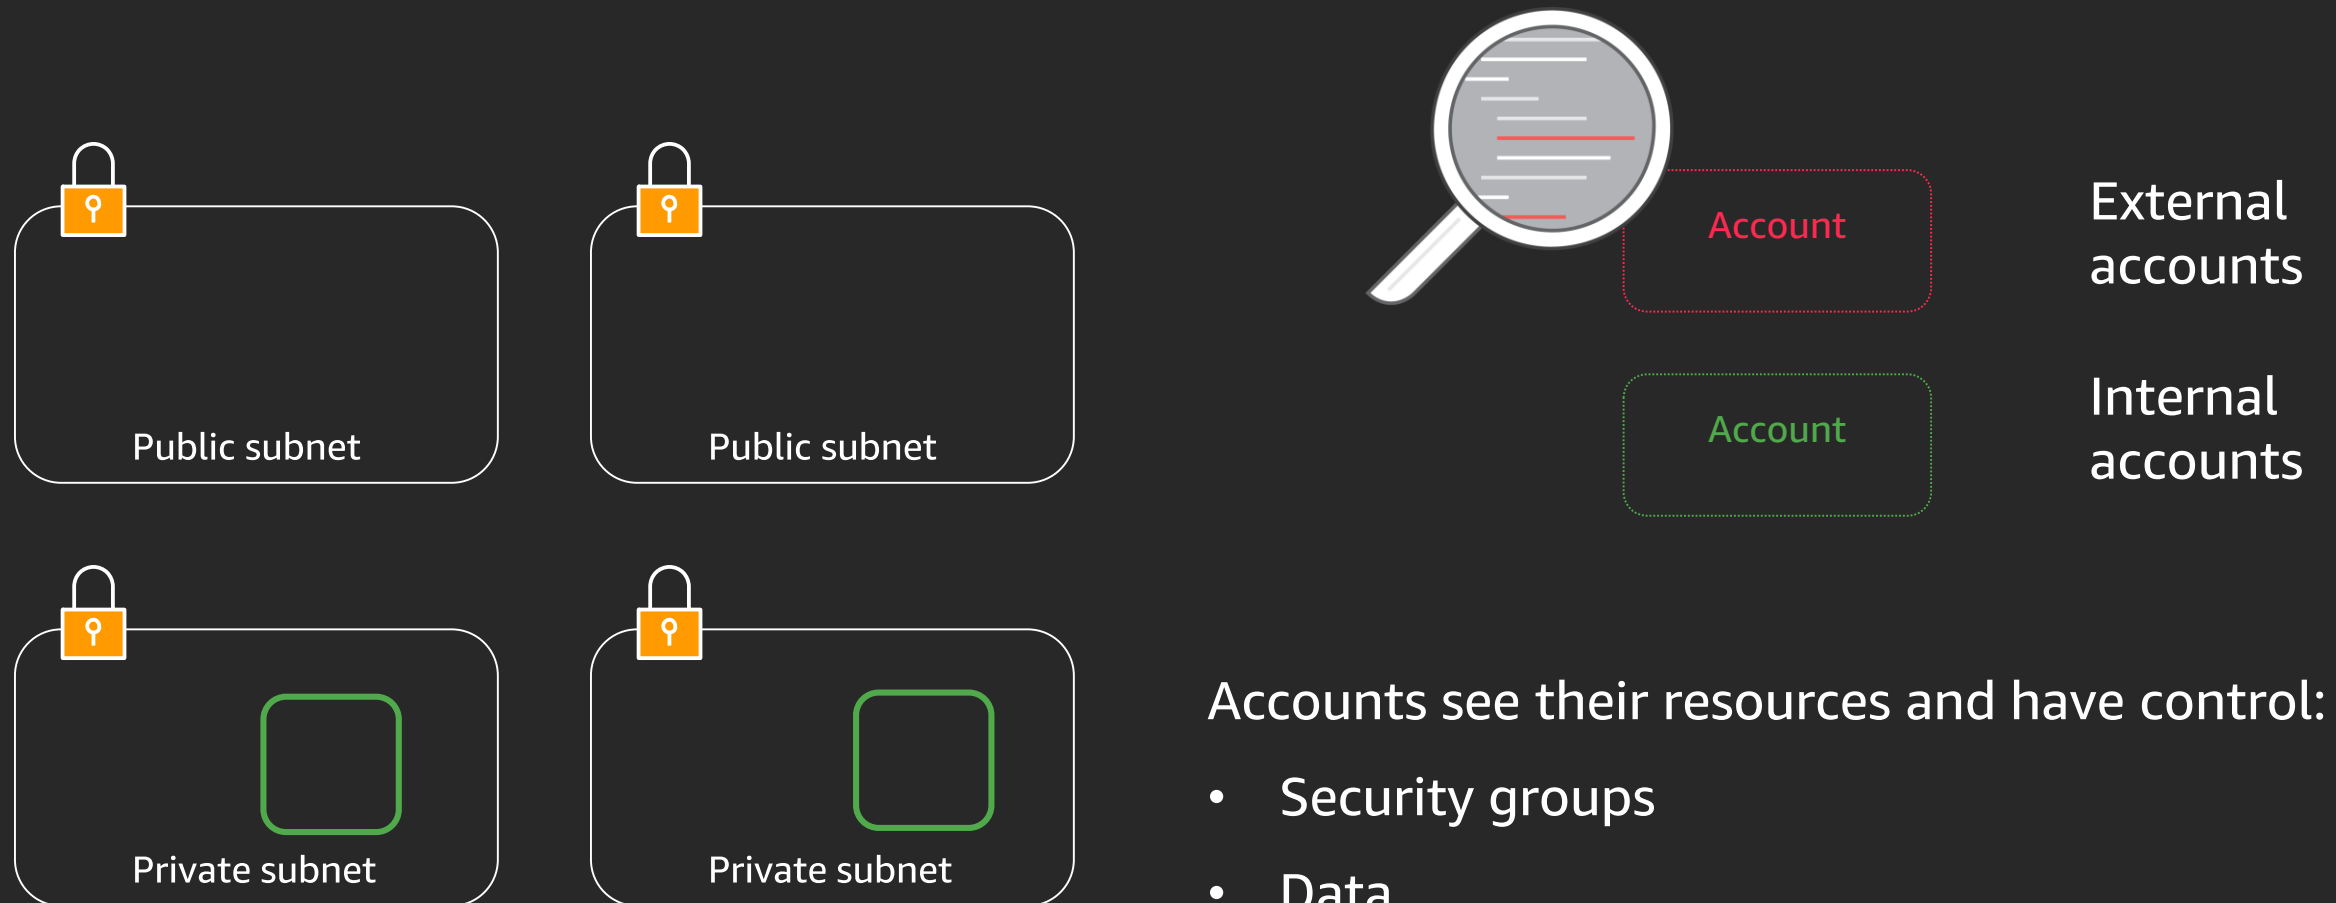 Public subnet
Public subnet
Account
External
accounts
Account
Internal
accounts
Private subnet
Private subnet
Accounts see their resources and have control:
• Security groups
• Data